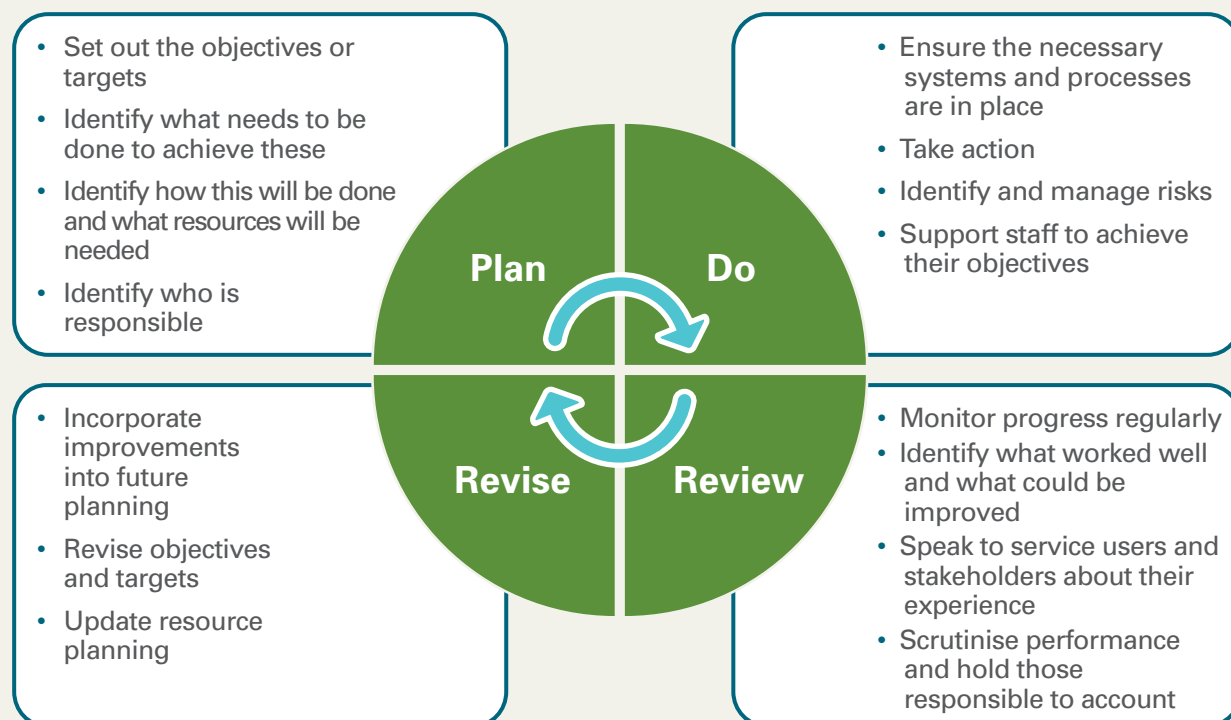 • Set out the objectives or
targets
• Identify what needs to be
done to achieve these
• Identify how this will be done
and what resources will be
needed
• Identify who is
responsible
• Ensure the necessary
systems and processes
are in place
• Take action
• Identify and manage risks
• Support staff to achieve
their objectives
Plan
Do
Revise
Review
• Incorporate
improvements
into future
planning
• Revise objectives
and targets
• Update resource
planning
• Monitor progress regularly
• Identify what worked well
and what could be
improved
• Speak to service users and
stakeholders about their
experience
• Scrutinise performance
and hold those
responsible to account